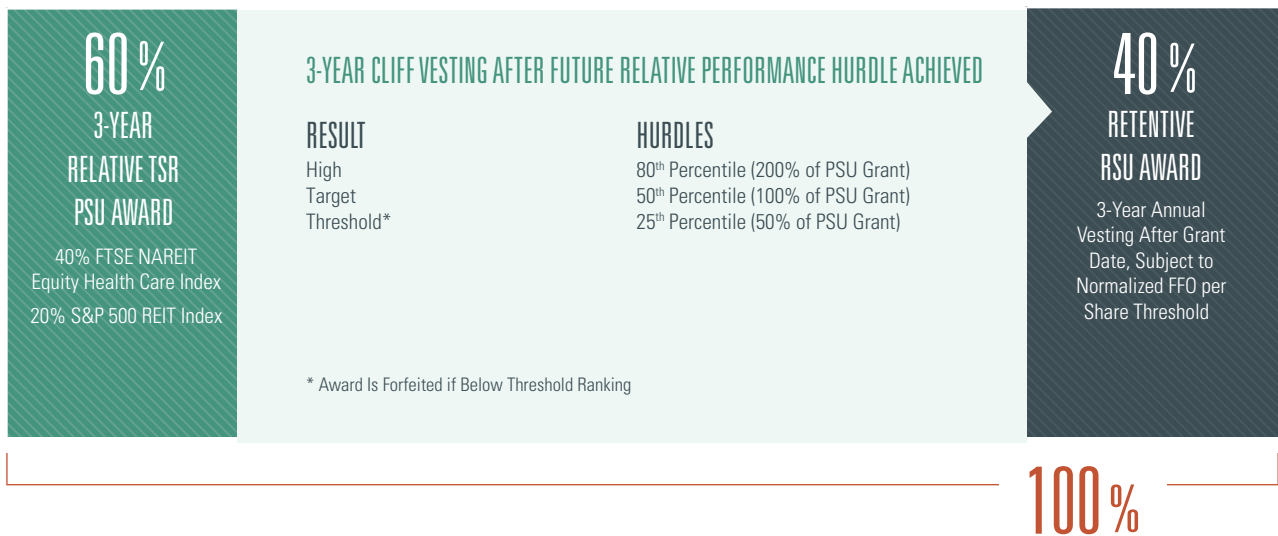 60 %
3-YEAR
RELATIVE TSR
PSU AWARD
40% FTSE NAREIT
Equity Health Care Index
20% S&P 500 REIT Index
3-YEAR CLIFF VESTING AFTER FUTURE RELATIVE PERFORMANCE HURDLE ACHIEVED
RESULT HURDLES
High 80th Percentile (200% of PSU Grant)
Target 50th Percentile (100% of PSU Grant)
Threshold* 25th Percentile (50% of PSU Grant)
* Award Is Forfeited if Below Threshold Ranking
40 %
RETENTIVE
RSU AWARD
3-Year Annual
Vesting After Grant
Date, Subject to
Normalized FFO per
Share Threshold
100 %